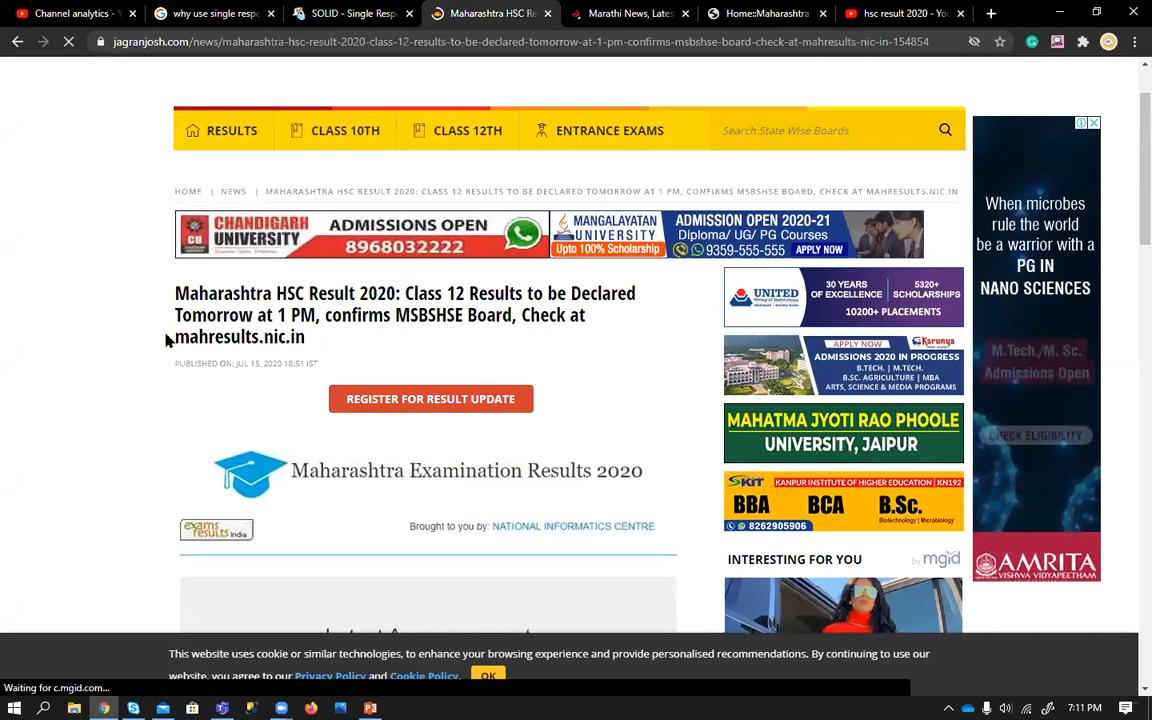 Channel analytics - Y
why use single respo
SOLID - Single Resp
Maharashtra HSC Re
Marathi News, Lates
Home::Maharashtra
hsc result 2020 - You
jagranjosh.com/news/maharashtra-hsc-result-2020-class-12-results-to-be-declared-tomorrow-at-1-pm-confirms-msbshse-board-check-at-mahresults-nic-in-154854
RESULTS
CLASS 10TH
CLASS 12TH
ENTRANCE EXAMS
Search State Wise Boards
HOME | NEWS | MAHARASHTRA HSC RESULT 2020: CLASS 12 RESULTS TO BE DECLARED TOMORROW AT 1 PM, CONFIRMS MSBSHSE BOARD, CHECK AT MAHRESULTS.NIC.IN
CU
CHANDIGARH
UNIVERSITY
ADMISSIONS OPEN
8968032222
MANGALAYATAN
UNIVERSITY
Upto 100% Scholarship
ADMISSION OPEN 2020-21
Diploma/ UG/ PG Courses
9359-555-555 APPLY NOW
Maharashtra HSC Result 2020: Class 12 Results to be Declared
Tomorrow at 1 PM, confirms MSBSHSE Board, Check at
mahresults.nic.in
PUBLISHED ON: JUL 15, 2020 18:51 IST
REGISTER FOR RESULT UPDATE
Maharashtra Examination Results 2020
exams
results India
Brought to you by: NATIONAL INFORMATICS CENTRE
UNITED
30 YEARS
OF EXCELLENCE
5320+
SCHOLARSHIPS
10200+ PLACEMENTS
APPLY NOW
Karunya
ADMISSIONS 2020 IN PROGRESS
B.TECH. | M.TECH.
B.SC. AGRICULTURE | MBA
ARTS, SCIENCE & MEDIA PROGRAMS
MAHATMA JYOTI RAO PHOOLE
UNIVERSITY, JAIPUR
SKIT
KANPUR INSTITUTE OF HIGHER EDUCATION | KN192
BBA BCA B.Sc.
Biotechnology | Microbiology
8262905906
INTERESTING FOR YOU
by mgid
When microbes
rule the world
be a warrior with a
PG IN
NANO SCIENCES
M.Tech./M. Sc.
Admissions Open
CHECK ELIGIBILITY
AMRITA
VISHWA VIDYAPEETHAM
This website uses cookie or similar technologies, to enhance your browsing experience and provide personalised recommendations. By continuing to use our
website, you agree to our Privacy Policy and Cookie Policy. OK
Waiting for c.mgid.com...
7:11 PM